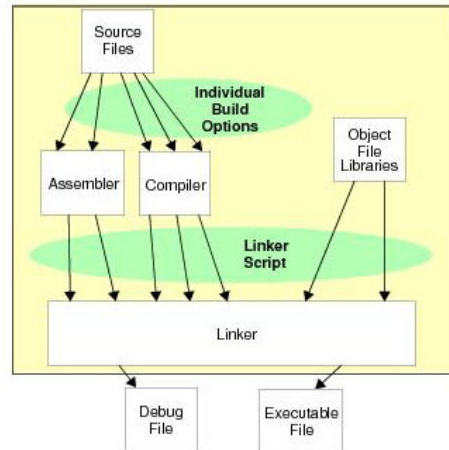 Source
Files
Individual
Build
Options
Object
File
Libraries
Assembler
Compiler
Linker
Script
Linker
Debug
File
Executable
File